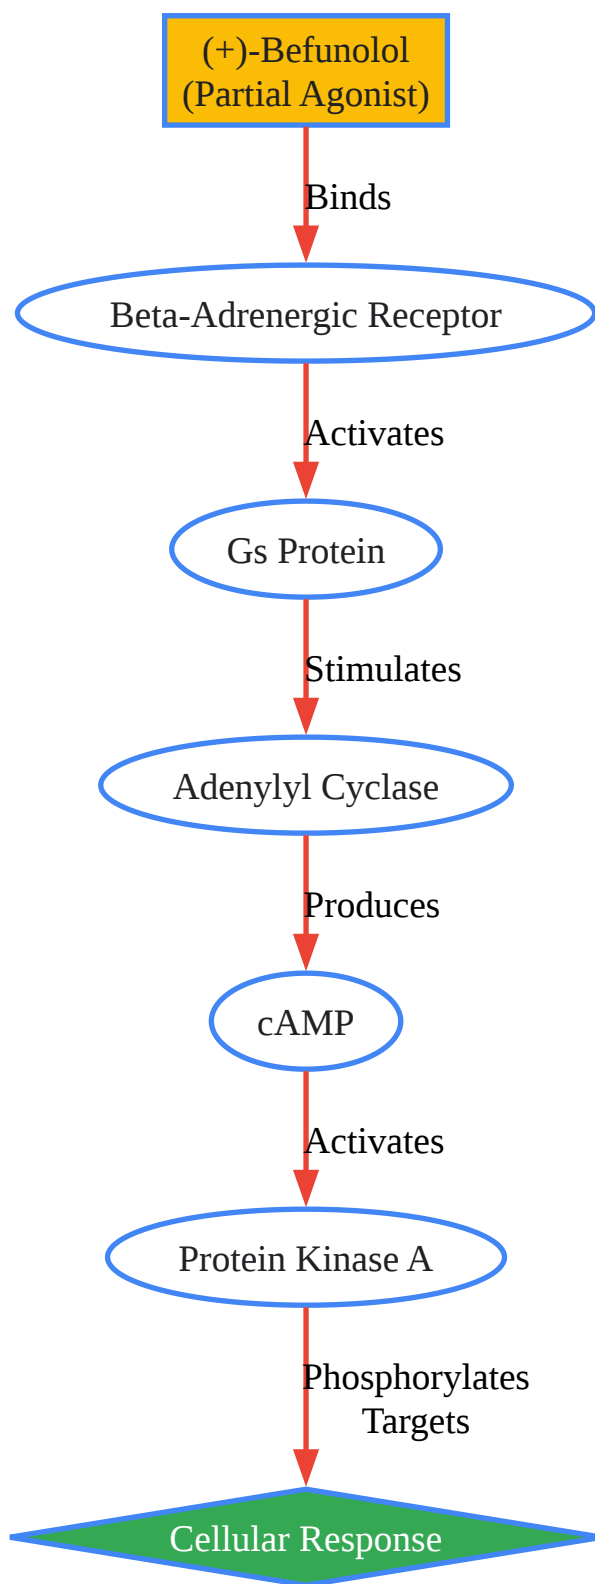 (+)-Befunolol
(Partial Agonist)
Binds
Beta-Adrenergic Receptor
Activates
Gs Protein
Stimulates
Adenylyl Cyclase
Produces
cAMP
Activates
Protein Kinase A
Phosphorylates
Targets
Cellular Response